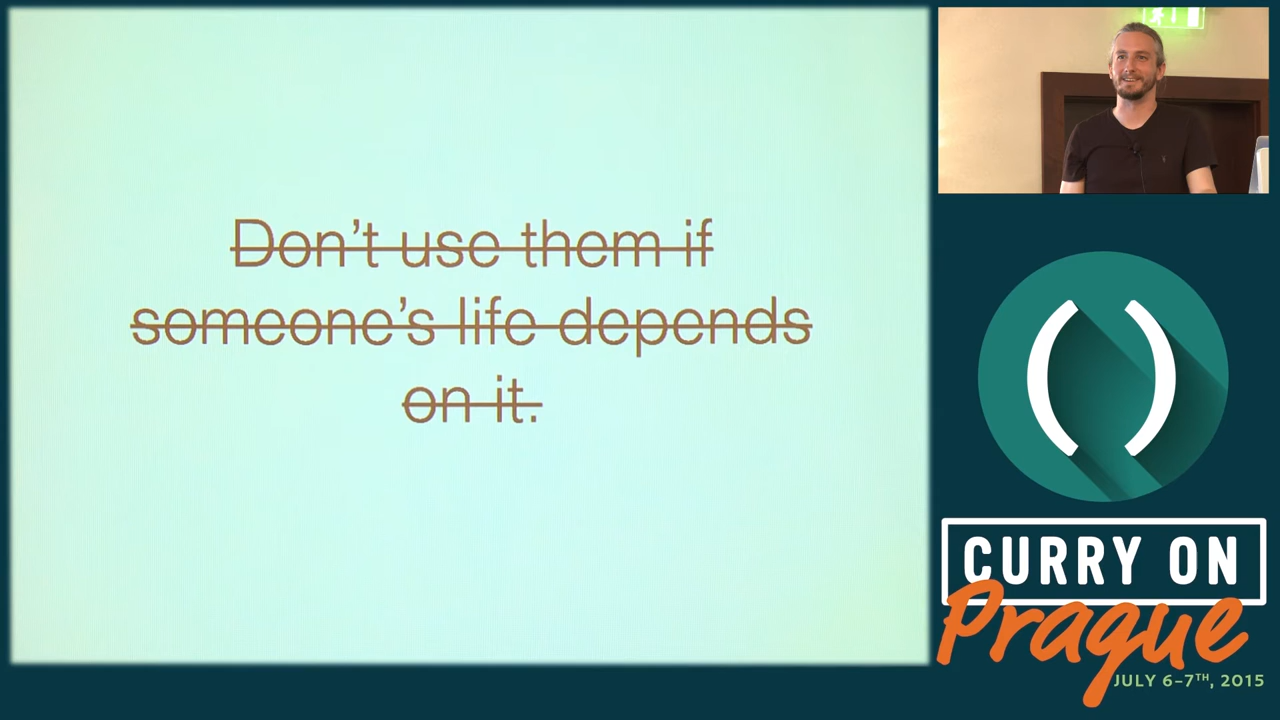 Don't use them if
someone's life depends
on it.
CURRY ON
Prague
JULY 6-7TH, 2015